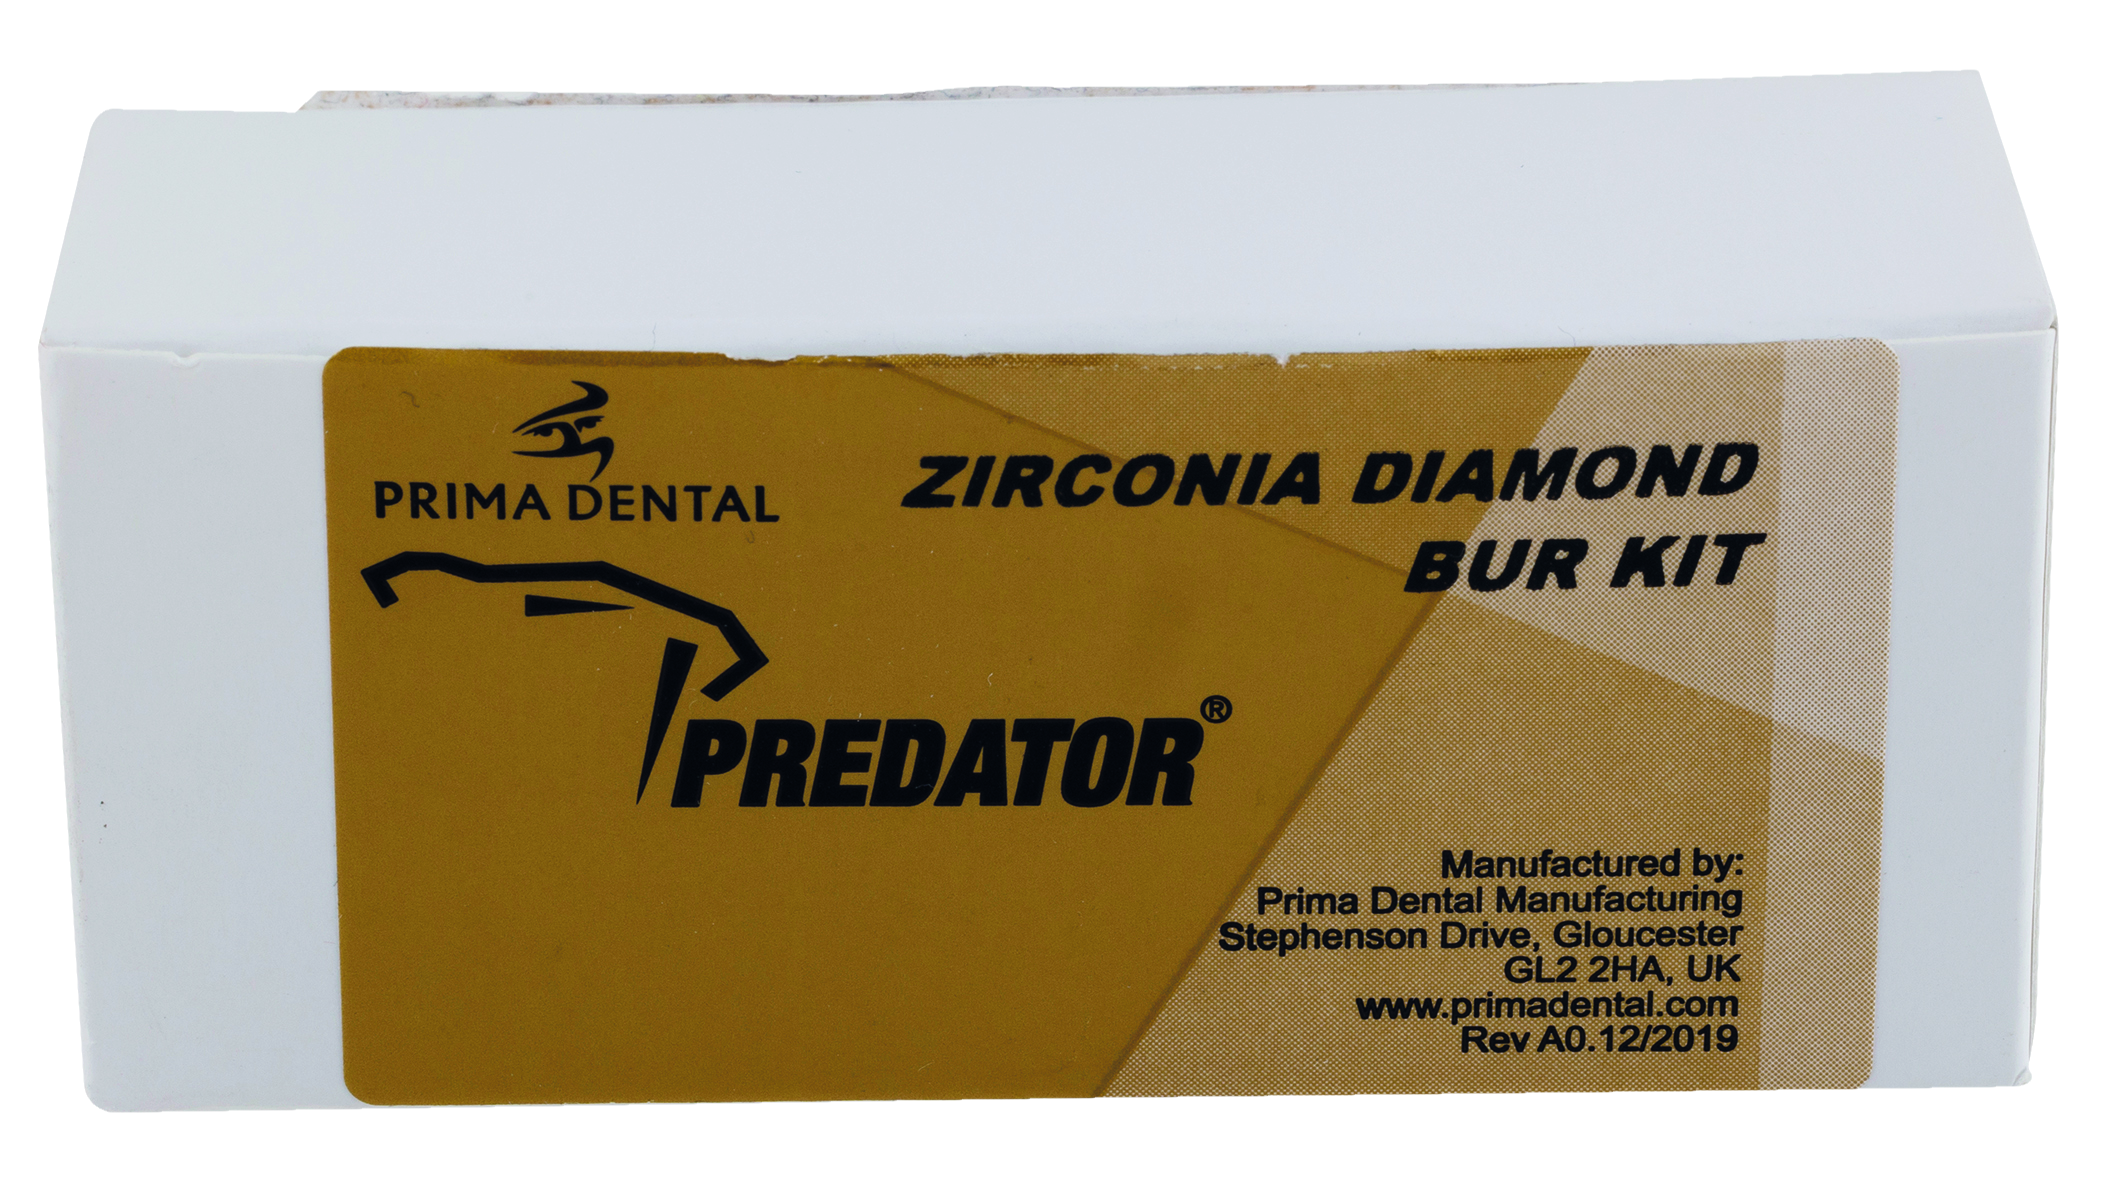 PRIMA DENTAL
ZIRCONIA DIAMOND
BUR KIT
PREDATOR®
Manufactured by:
Prima Dental Manufacturing
Stephenson Drive, Gloucester
GL2 2HA, UK
www.primadental.com
Rev A0.12/2019